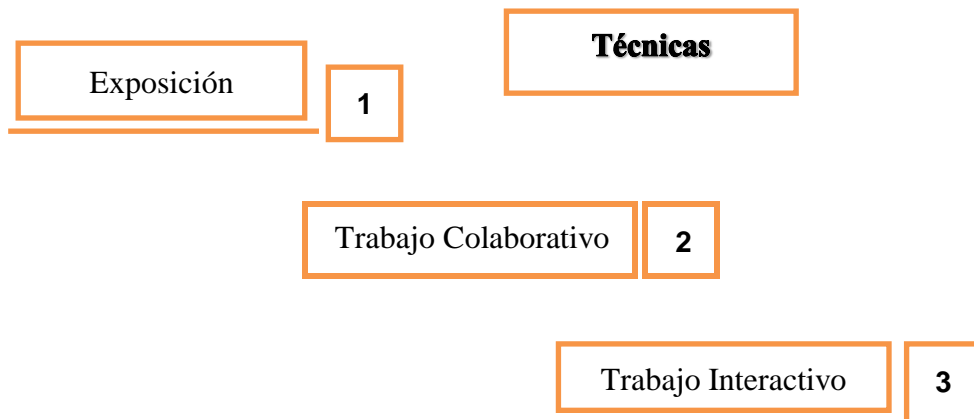 Técnicas
Exposición
1
Trabajo Colaborativo
2
Trabajo Interactivo
3